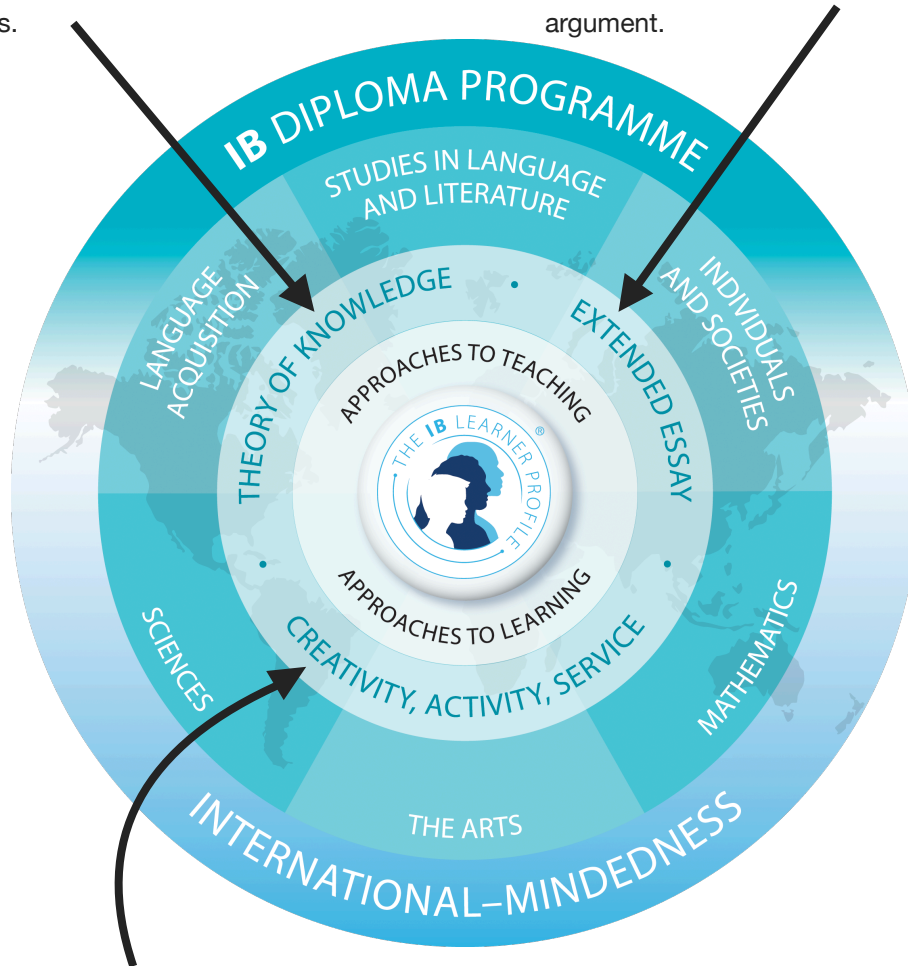 s.
argument.
IB DIPLOMA PROGRAMME
STUDIES IN LANGUAGE
AND LITERATURE
LANGUAGE
ACQUISITION
INDIVIDUALS
AND SOCIETIES
THEORY OF KNOWLEDGE
•
EXTENDED ESSAY
APPROACHES TO TEACHING
THE IB LEARNER PROFILE
®
APPROACHES TO LEARNING
•
CREATIVITY, ACTIVITY, SERVICE
•
SCIENCES
MATHEMATICS
THE ARTS
INTERNATIONAL–MINDEDNESS